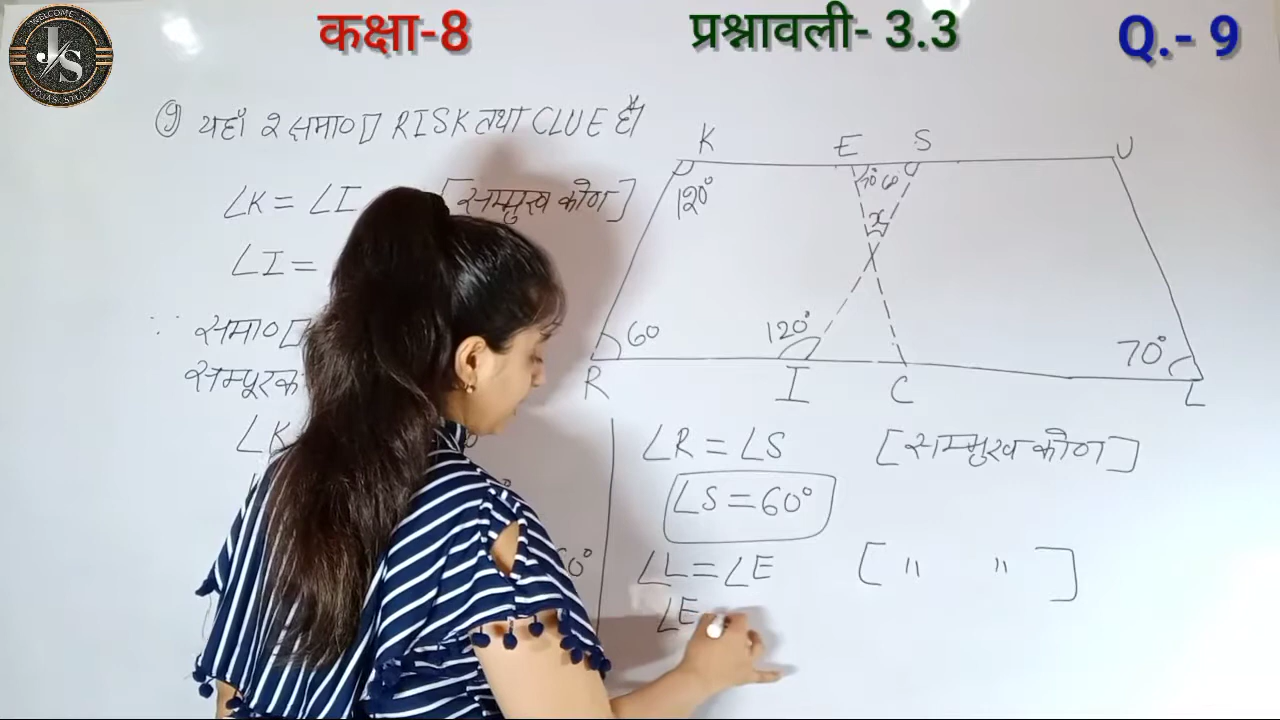 WELCOME
J/S
कक्षा-8
प्रश्नावली- 3.3
Q.- 9
9 यहाँ 2 समा० ▱ RISK तथा CLUE है।
∠K = ∠I [सम्मुख कोण]
∠I =
∵ समा० ▱
सम्पूरक
∠K
K E S U
120° 70° 60
x
60 120° 70°
R I C L
∠R = ∠S [सम्मुख कोण]
∠S = 60°
∠L = ∠E [ " " ]
∠E